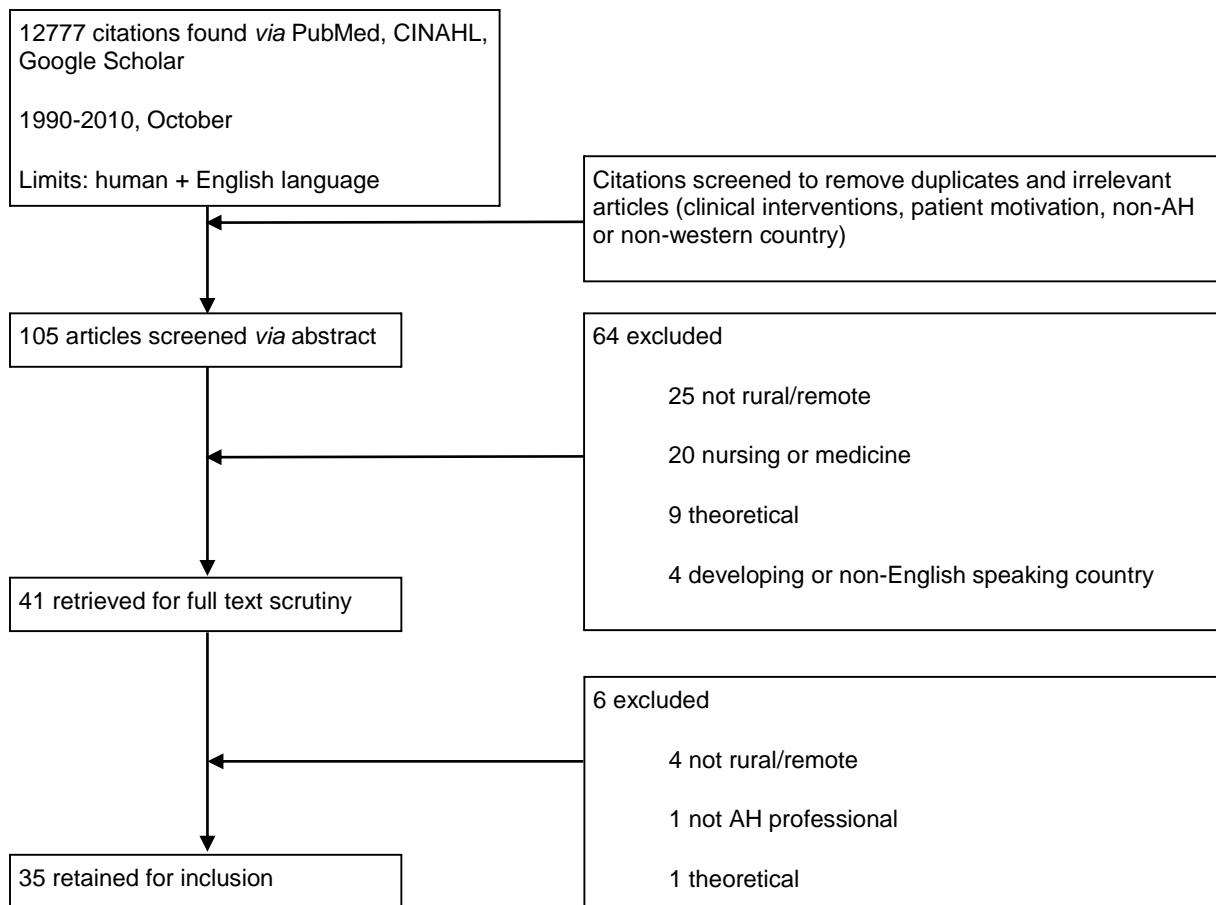 12777 citations found via PubMed, CINAHL,
Google Scholar
1990-2010, October
Limits: human + English language
Citations screened to remove duplicates and irrelevant
articles (clinical interventions, patient motivation, non-AH
or non-western country)
105 articles screened via abstract
64 excluded
25 not rural/remote
20 nursing or medicine
9 theoretical
4 developing or non-English speaking country
41 retrieved for full text scrutiny
6 excluded
4 not rural/remote
1 not AH professional
1 theoretical
35 retained for inclusion